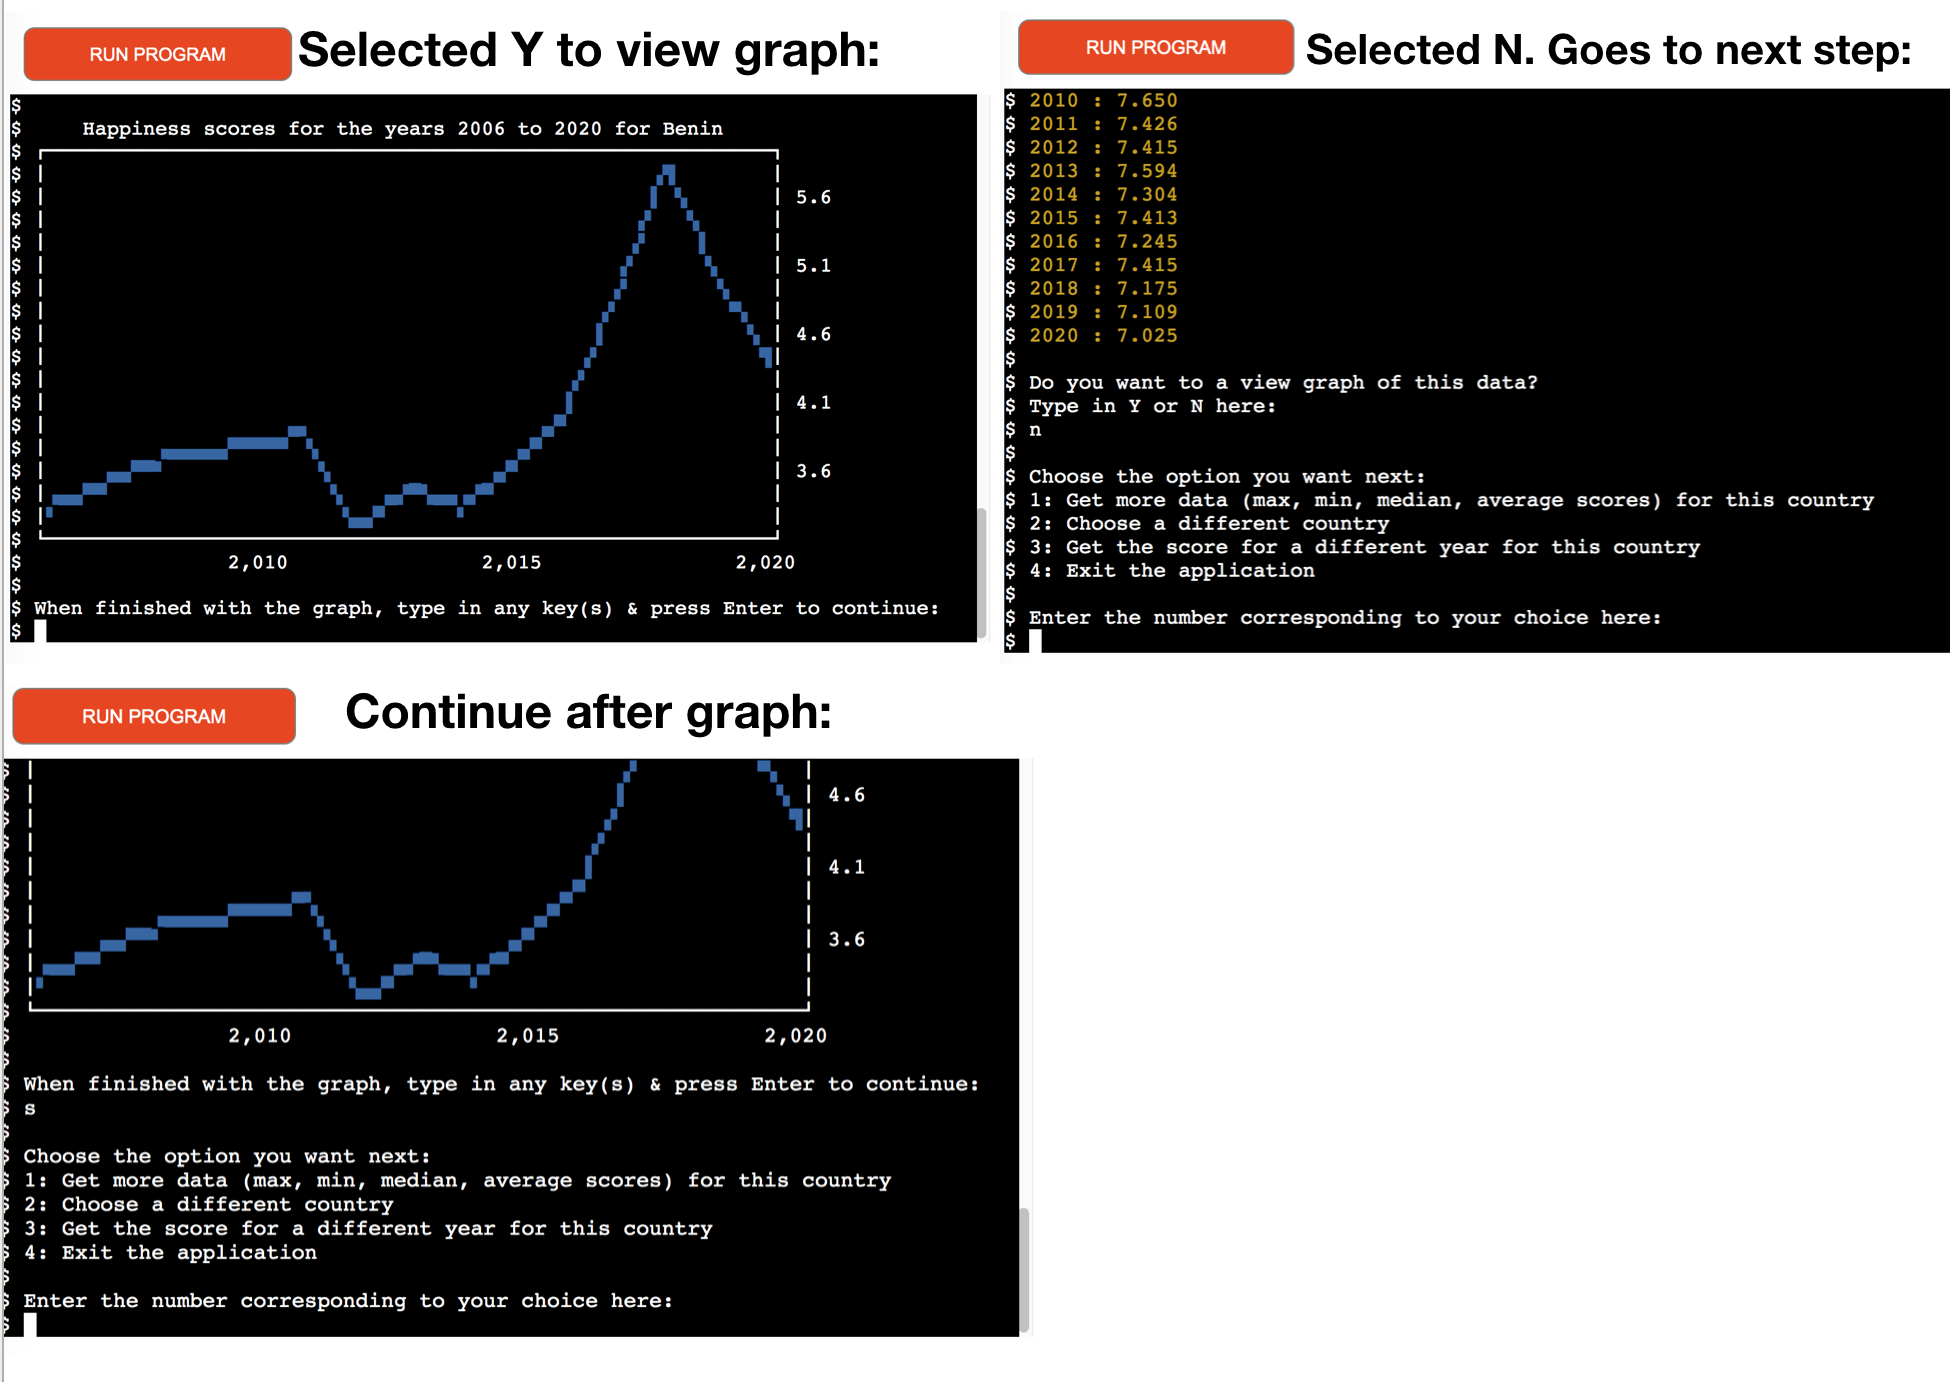 RUN PROGRAM
Selected Y to view graph:
$
$ Happiness scores for the years 2006 to 2020 for Benin
$
$
$ 5.6
$
$
$ 5.1
$
$
$ 4.6
$
$
$ 4.1
$
$
$ 3.6
$
$
$
$ 2,010 2,015 2,020
$
$ When finished with the graph, type in any key(s) & press Enter to continue:
$
RUN PROGRAM
Selected N. Goes to next step:
$ 2010 : 7.650
$ 2011 : 7.426
$ 2012 : 7.415
$ 2013 : 7.594
$ 2014 : 7.304
$ 2015 : 7.413
$ 2016 : 7.245
$ 2017 : 7.415
$ 2018 : 7.175
$ 2019 : 7.109
$ 2020 : 7.025
$
$ Do you want to a view graph of this data?
$ Type in Y or N here:
$ n
$
$ Choose the option you want next:
$ 1: Get more data (max, min, median, average scores) for this country
$ 2: Choose a different country
$ 3: Get the score for a different year for this country
$ 4: Exit the application
$
$ Enter the number corresponding to your choice here:
$
RUN PROGRAM
Continue after graph:
4.6
4.1
3.6
2,010 2,015 2,020
When finished with the graph, type in any key(s) & press Enter to continue:
s
Choose the option you want next:
1: Get more data (max, min, median, average scores) for this country
2: Choose a different country
3: Get the score for a different year for this country
4: Exit the application
Enter the number corresponding to your choice here: